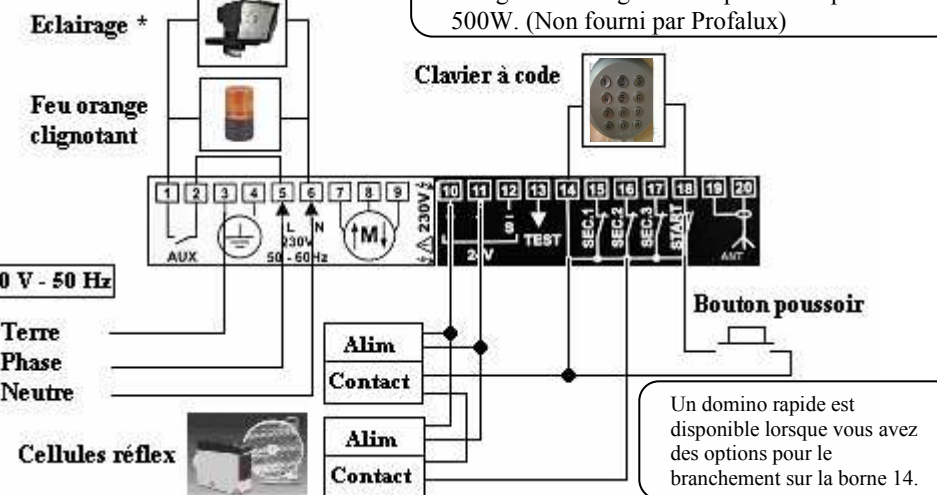 500W. (Non fourni par Profalux)
Eclairage *
Clavier à code
Feu orange
clignotant
1 2 3 4 5 6 7 8 9 10 11 12 13 14 15 16 17 18 19 20
AUX
L N
230V
50 - 60Hz
M
230V
24V
TEST
SEC.1
SEC.2
SEC.3
START
ANT
0 V - 50 Hz
Terre
Phase
Neutre
Bouton poussoir
Alim
Contact
Cellules réflex
Alim
Contact
Un domino rapide est
disponible lorsque vous avez
des options pour le
branchement sur la borne 14.